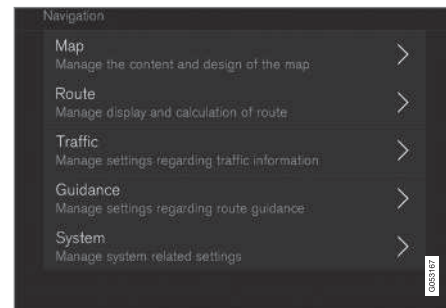 Navigation
Map
Manage the content and design of the map
Route
Manage display and calculation of route
Traffic
Manage settings regarding traffic information
Guidance
Manage settings regarding route guidance
System
Manage system related settings
G053167